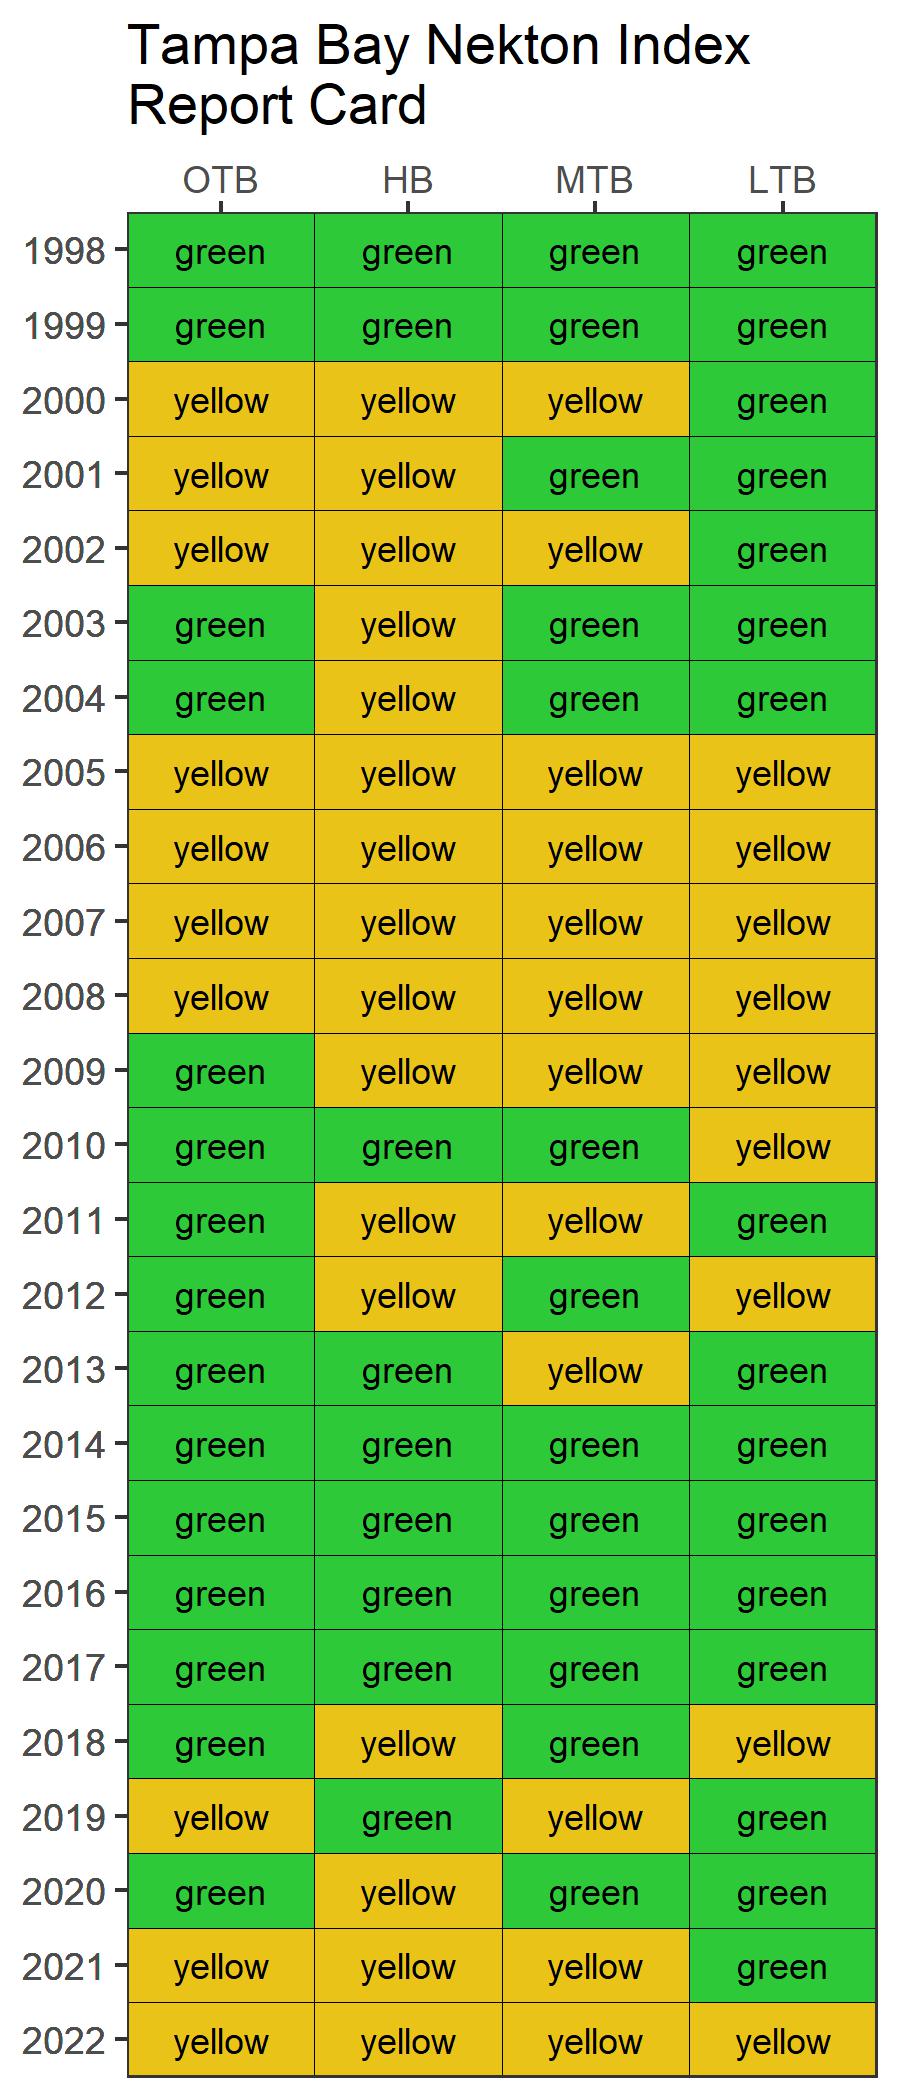 Tampa Bay Nekton Index
Report Card
OTB HB MTB LTB
1998 green green green green
1999 green green green green
2000 yellow yellow yellow green
2001 yellow yellow green green
2002 yellow yellow yellow green
2003 green yellow green green
2004 green yellow green green
2005 yellow yellow yellow yellow
2006 yellow yellow yellow yellow
2007 yellow yellow yellow yellow
2008 yellow yellow yellow yellow
2009 green yellow yellow yellow
2010 green green green yellow
2011 green yellow yellow green
2012 green yellow green yellow
2013 green green yellow green
2014 green green green green
2015 green green green green
2016 green green green green
2017 green green green green
2018 green yellow green yellow
2019 yellow green yellow green
2020 green yellow green green
2021 yellow yellow yellow green
2022 yellow yellow yellow yellow